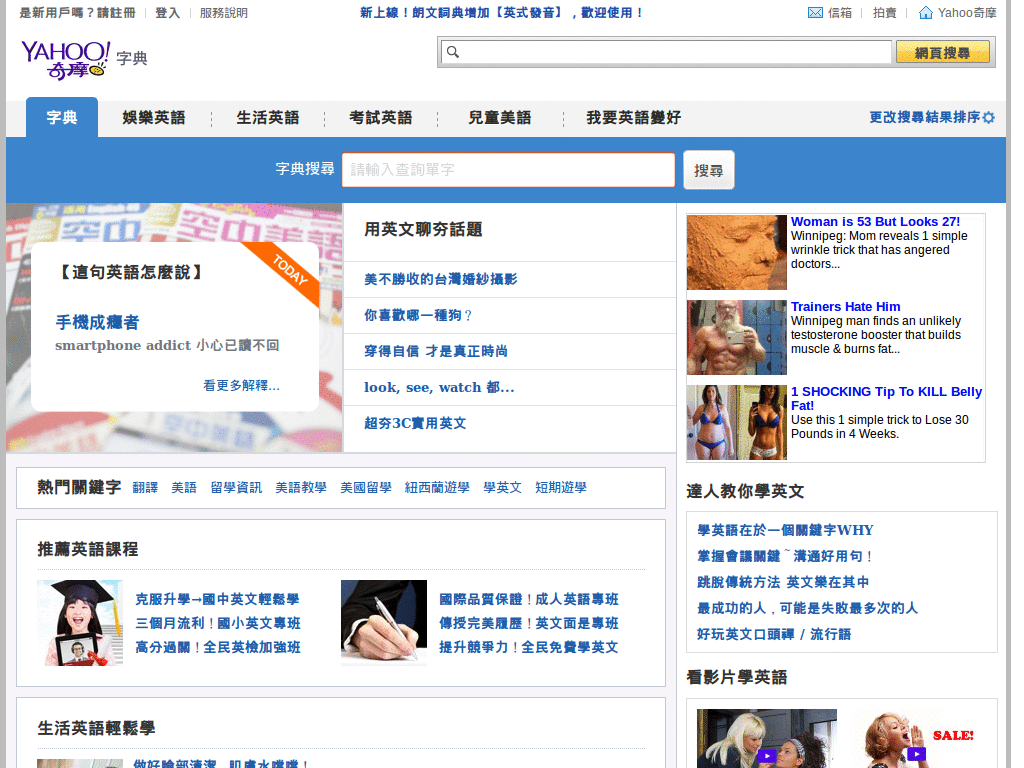 是新用戶嗎？請註冊
登入
服務說明
新上線！朗文詞典增加【英式發音】，歡迎使用！
信箱
拍賣
Yahoo奇摩
YAHOO!
奇摩
字典
網頁搜尋
字典
娛樂英語
生活英語
考試英語
兒童美語
我要英語變好
更改搜尋結果排序
字典搜尋
請輸入查詢單字
搜尋
空中美語
TODAY
【這句英語怎麼說】
手機成癮者
smartphone addict 小心已讀不回
看更多解釋...
用英文聊夯話題
美不勝收的台灣婚紗攝影
你喜歡哪一種狗？
穿得自信 才是真正時尚
look, see, watch 都...
超夯3C實用英文
Woman is 53 But Looks 27!
Winnipeg: Mom reveals 1 simple
wrinkle trick that has angered
doctors...
Trainers Hate Him
Winnipeg man finds an unlikely
testosterone booster that builds
muscle & burns fat...
1 SHOCKING Tip To KILL Belly
Fat!
Use this 1 simple trick to Lose 30
Pounds in 4 Weeks.
熱門關鍵字
翻譯
美語
留學資訊
美語教學
美國留學
紐西蘭遊學
學英文
短期遊學
推薦英語課程
克服升學→國中英文輕鬆學
三個月流利！國小英文專班
高分過關！全民英檢加強班
國際品質保證！成人英語專班
傳授完美履歷！英文面是專班
提升競爭力！全民免費學英文
生活英語輕鬆學
做好臉部清潔，肌膚水噹噹！
達人教你學英文
學英語在於一個關鍵字WHY
掌握會議關鍵~溝通好用句！
跳脫傳統方法 英文樂在其中
最成功的人，可能是失敗最多次的人
好玩英文口頭禪 / 流行語
看影片學英語
SALE!